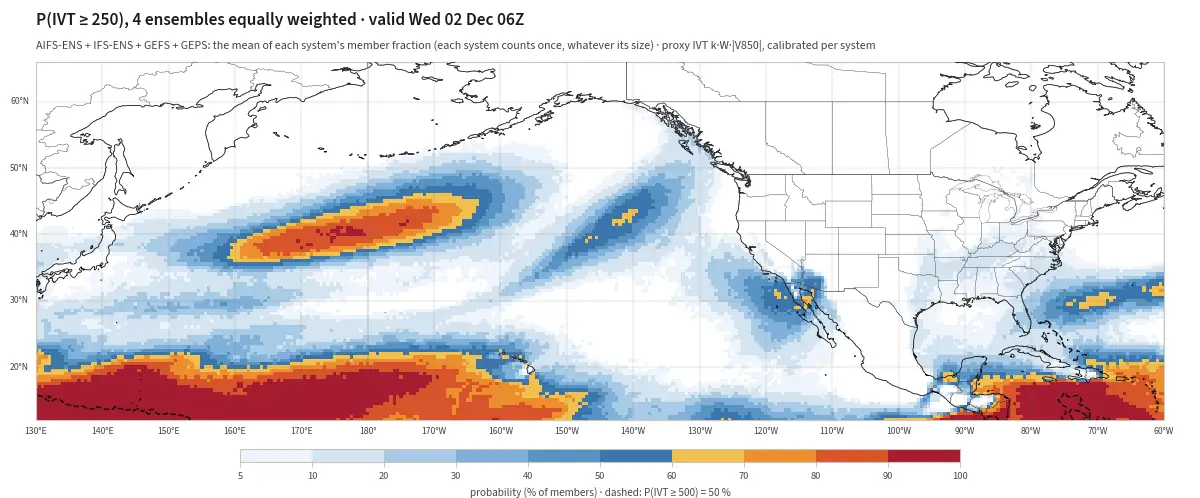 P(IVT ≥ 250), 4 ensembles equally weighted · valid Wed 02 Dec 06Z
AIFS-ENS + IFS-ENS + GEFS + GEPS: the mean of each system's member fraction (each system counts once, whatever its size) · proxy IVT k·W·|V850|, calibrated per system
60°N
50°N
40°N
30°N
20°N
130°E 140°E 150°E 160°E 170°E 180° 170°W 160°W 150°W 140°W 130°W 120°W 110°W 100°W 90°W 80°W 70°W 60°W
5 10 20 30 40 50 60 70 80 90 100
probability (% of members) · dashed: P(IVT ≥ 500) = 50 %